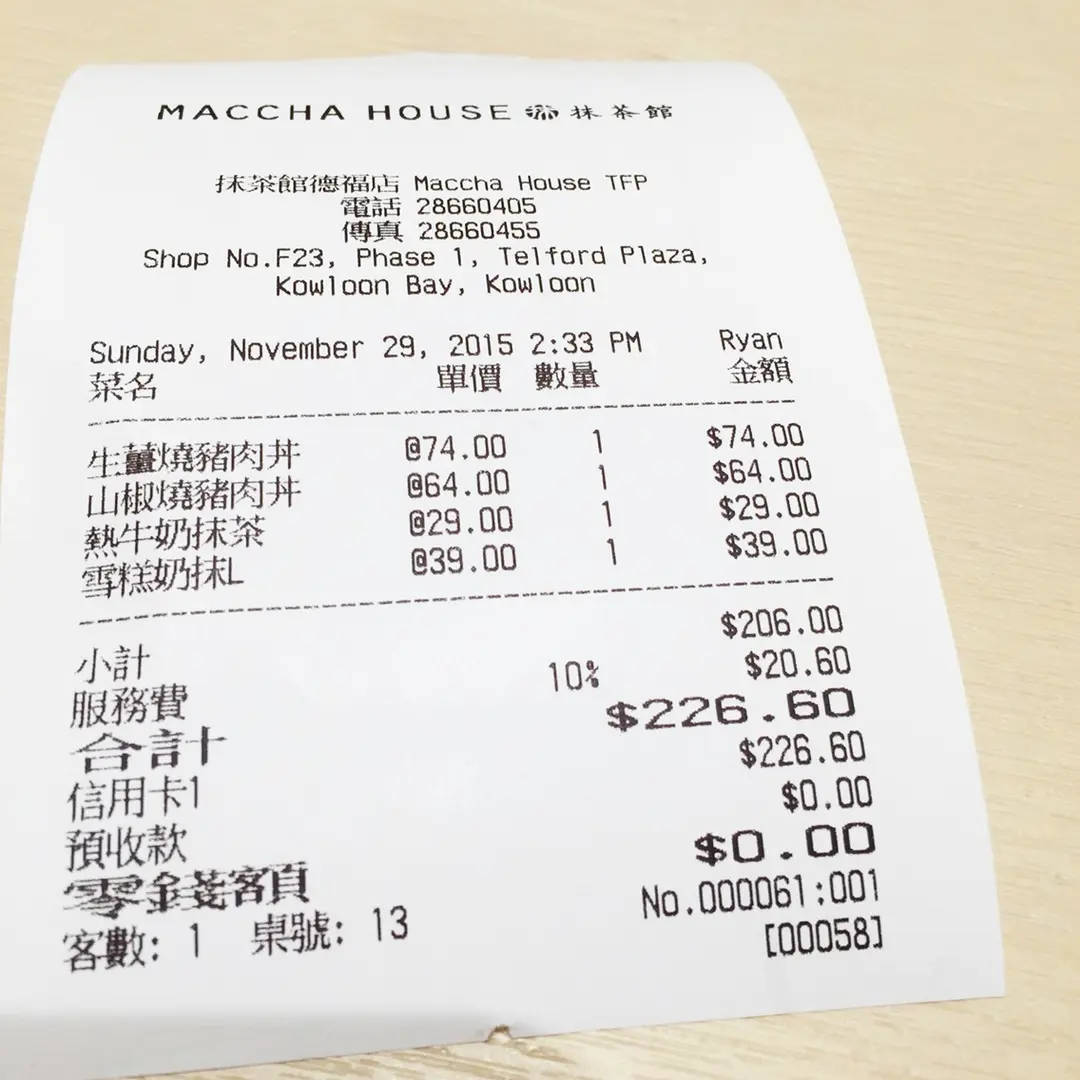 MACCHA HOUSE 抹茶館
抹茶館德福店 Maccha House TFP
電話 28660405
傳真 28660455
Shop No.F23, Phase 1, Telford Plaza,
Kowloon Bay, Kowloon
Sunday, November 29, 2015 2:33 PM Ryan
菜名 單價 數量 金額
生薑燒豬肉丼 @74.00 1 $74.00
山椒燒豬肉丼 @64.00 1 $64.00
熱牛奶抹茶 @29.00 1 $29.00
雪糕奶抹L @39.00 1 $39.00
小計 $206.00
服務費 10% $20.60
合計 $226.60
信用卡1 $226.60
預收款 $0.00
零錢客頁 $0.00
客數: 1 桌號: 13 No.000061:001
[00058]